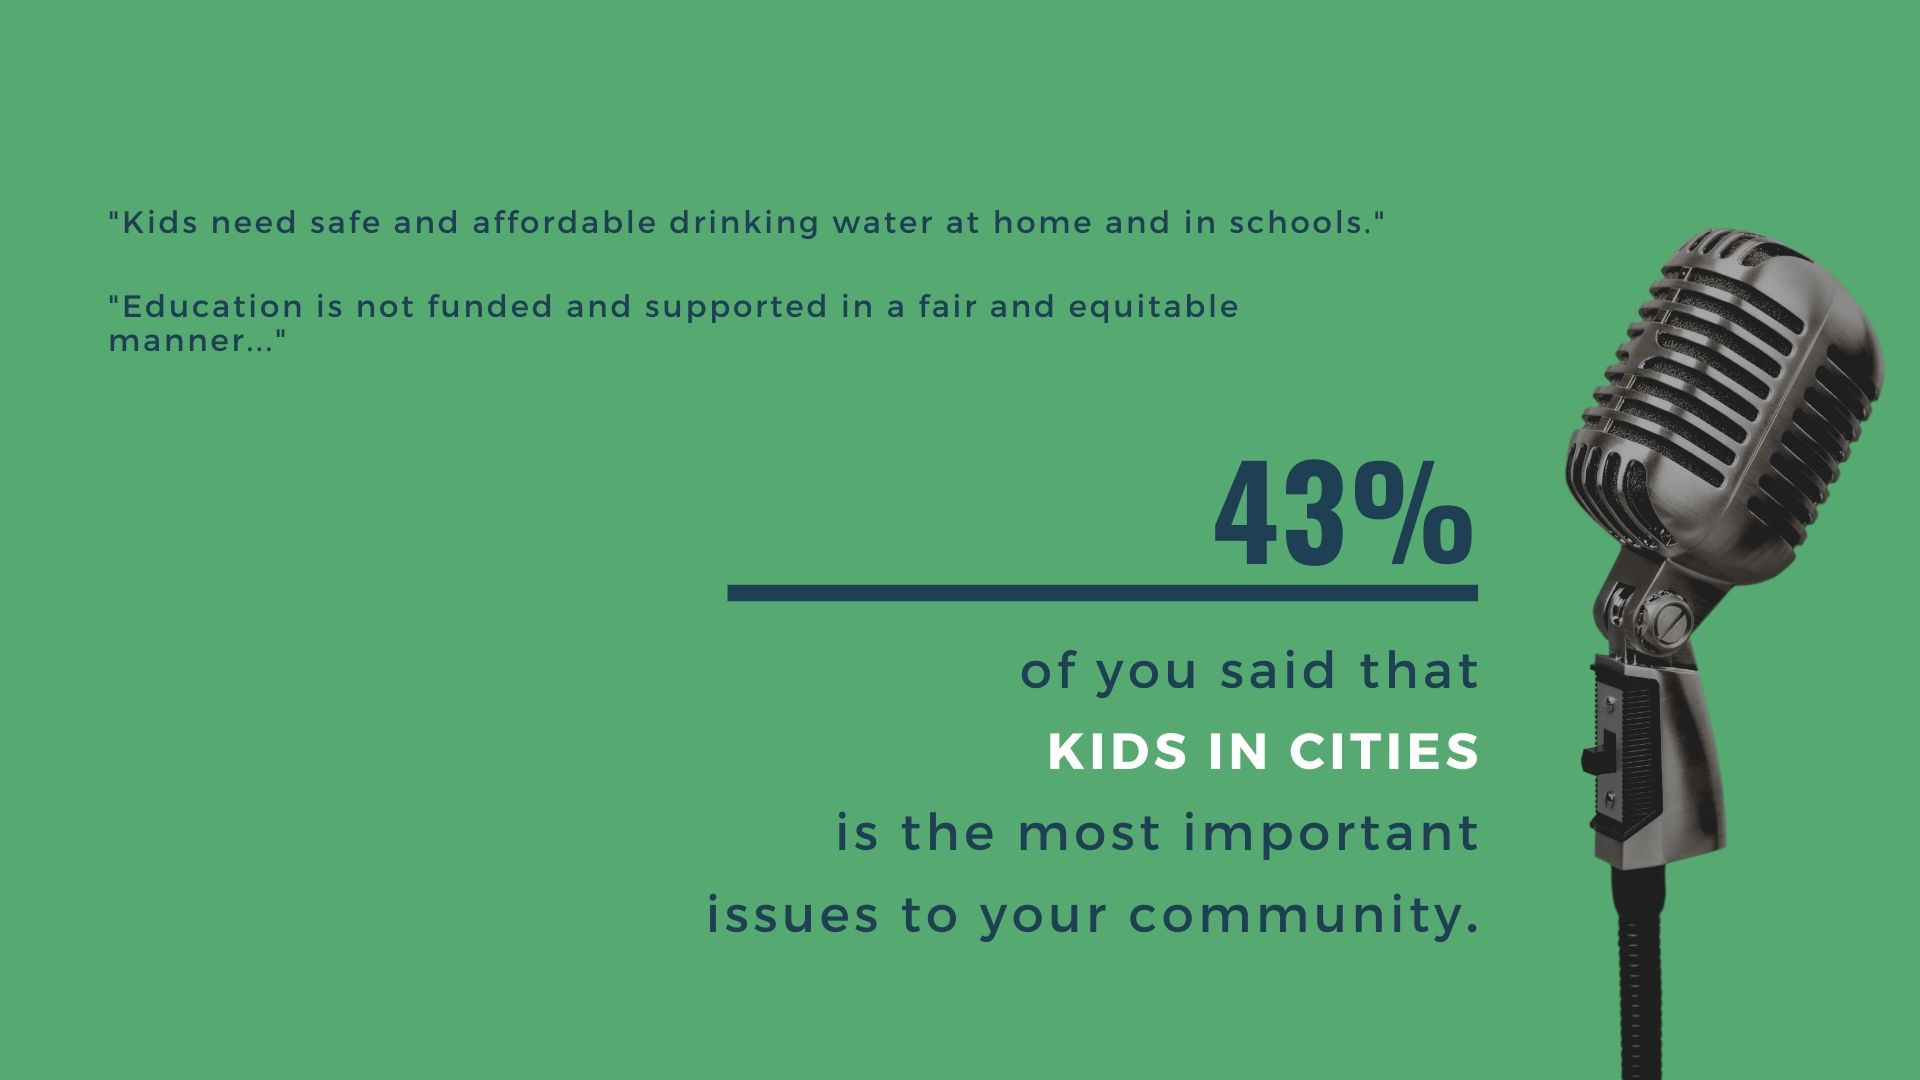 "Kids need safe and affordable drinking water at home and in schools."
"Education is not funded and supported in a fair and equitable
manner..."
43%
of you said that
KIDS IN CITIES
is the most important
issues to your community.